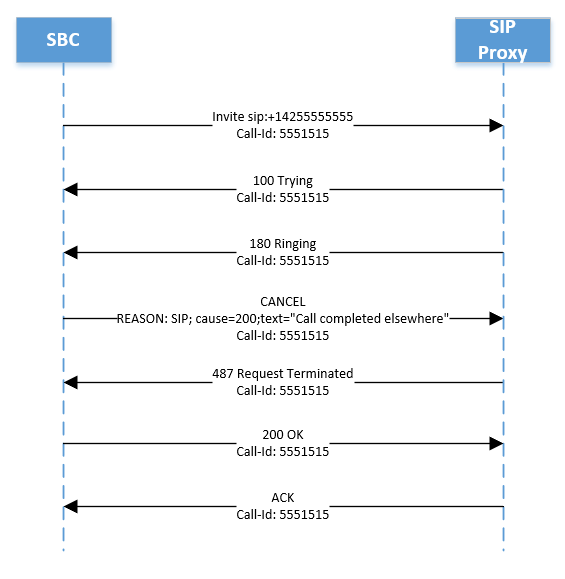 SBC
SIP
Proxy
Invite sip:+14255555555
Call-Id: 5551515
100 Trying
Call-Id: 5551515
180 Ringing
Call-Id: 5551515
CANCEL
REASON: SIP; cause=200;text="Call completed elsewhere"
Call-Id: 5551515
487 Request Terminated
Call-Id: 5551515
200 OK
Call-Id: 5551515
ACK
Call-Id: 5551515